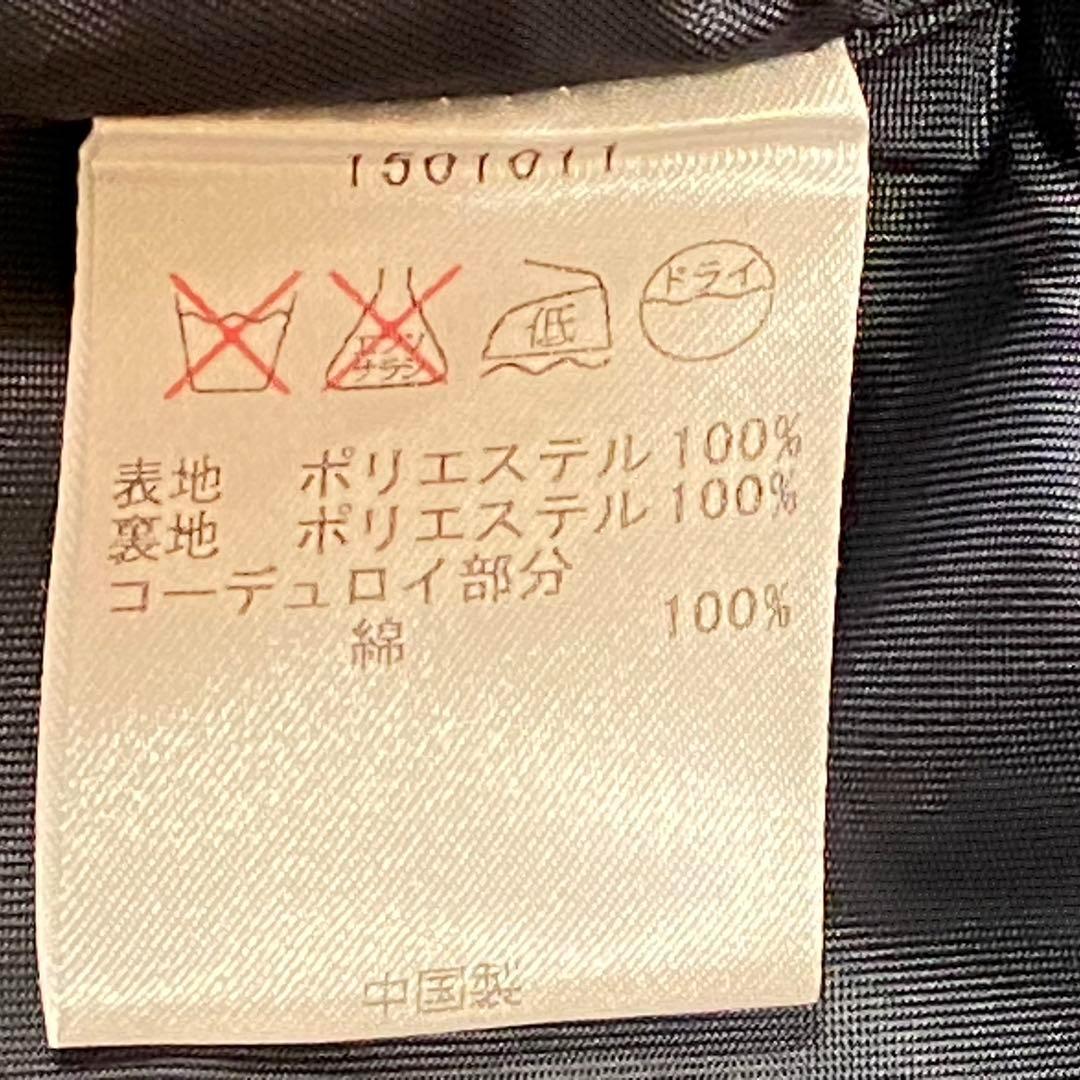 1501011
ドライ
低
エンソ
サラシ
表地 ポリエステル100%
裏地 ポリエステル100%
コーデュロイ部分
綿 100%
中国製